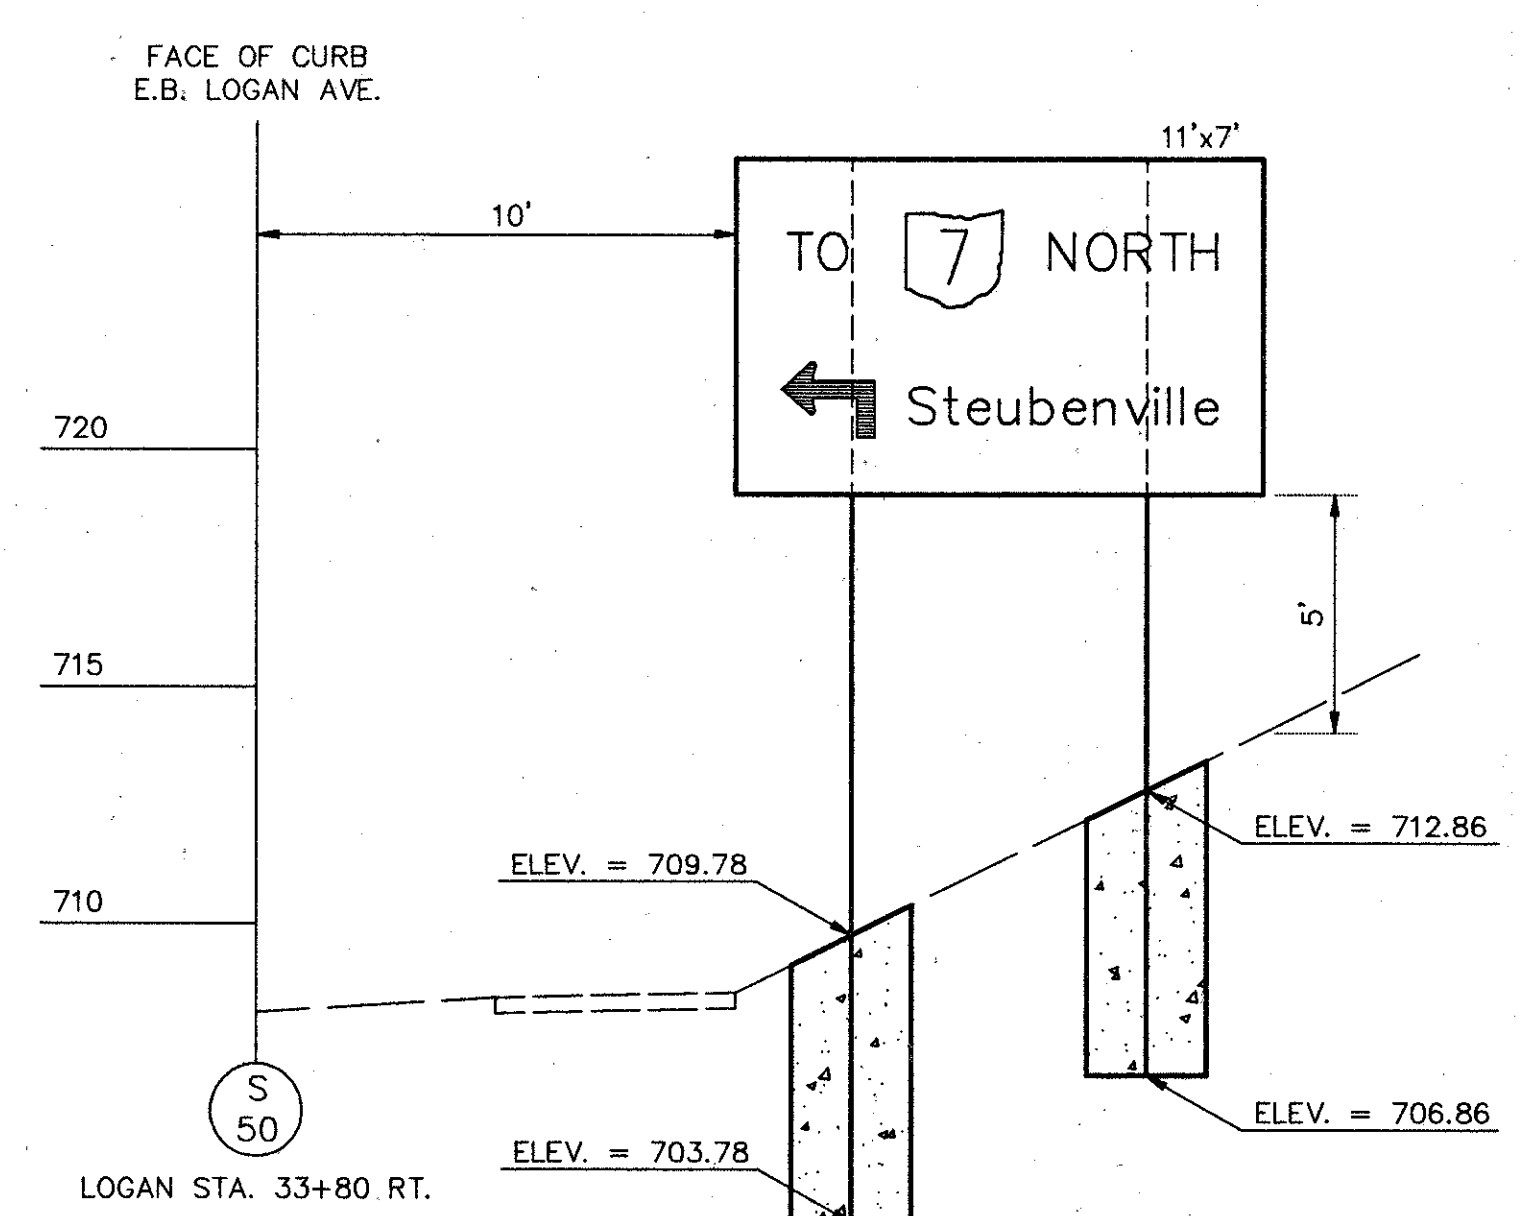 FACE OF CURB
E.B. LOGAN AVE.
11'x7'
10'
TO 7 NORTH
Steubenville
720
5'
715
ELEV. = 712.86
ELEV. = 709.78
710
S
50
ELEV. = 706.86
ELEV. = 703.78
LOGAN STA. 33+80 RT.